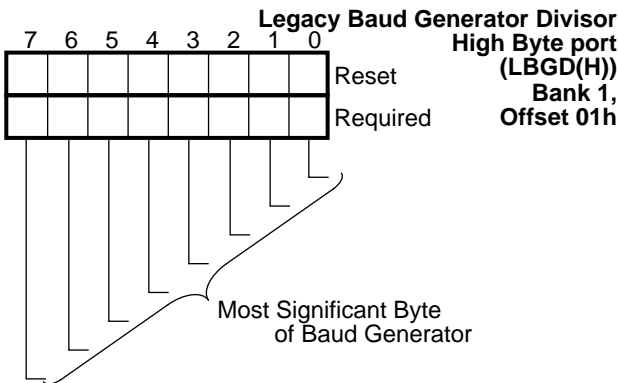 Legacy Baud Generator Divisor
High Byte port
(LBGD(H))
Bank 1,
Offset 01h
7 6 5 4 3 2 1 0
Reset
Required
Most Significant Byte
of Baud Generator